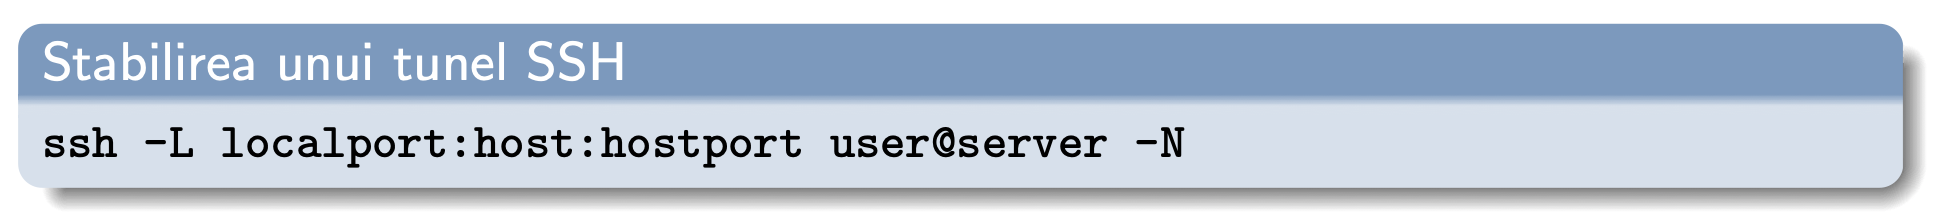 Stabilirea unui tunel SSH
ssh -L localport:host:hostport user@server -N